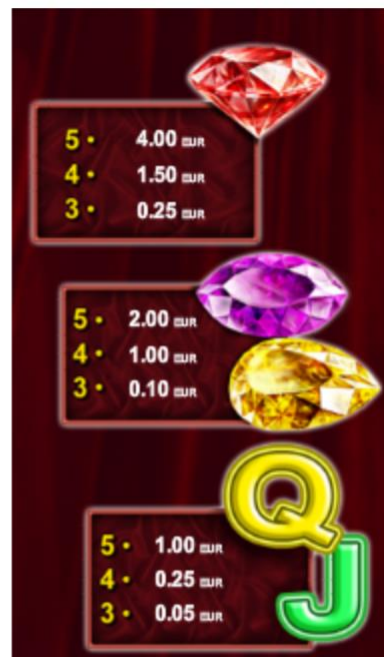 5 • 4.00 EUR
4 • 1.50 EUR
3 • 0.25 EUR
5 • 2.00 EUR
4 • 1.00 EUR
3 • 0.10 EUR
Q
J
5 • 1.00 EUR
4 • 0.25 EUR
3 • 0.05 EUR